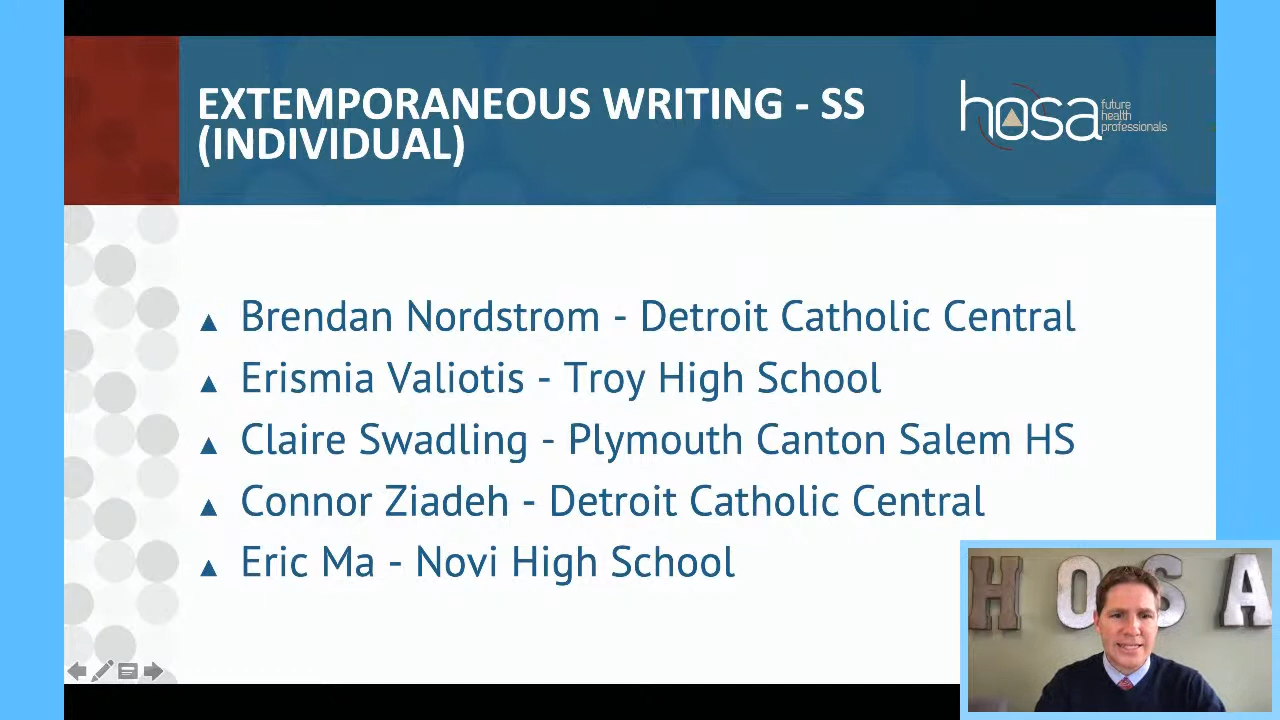 EXTEMPORANEOUS WRITING - SS
(INDIVIDUAL)
hosa future health professionals
▲ Brendan Nordstrom - Detroit Catholic Central
▲ Erismia Valiotis - Troy High School
▲ Claire Swadling - Plymouth Canton Salem HS
▲ Connor Ziadeh - Detroit Catholic Central
▲ Eric Ma - Novi High School
HOSA